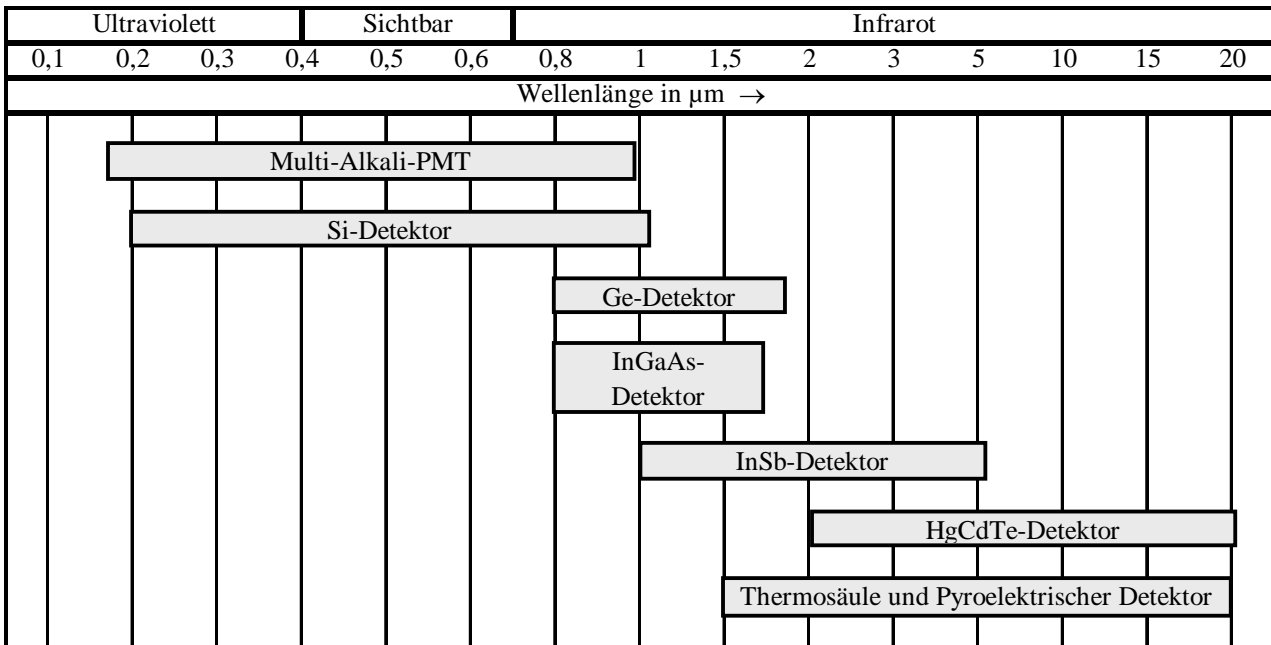 Ultraviolett Sichtbar Infrarot
0,1 0,2 0,3 0,4 0,5 0,6 0,8 1 1,5 2 3 5 10 15 20
Wellenlänge in µm →
Multi-Alkali-PMT
Si-Detektor
Ge-Detektor
InGaAs-
Detektor
InSb-Detektor
HgCdTe-Detektor
Thermosäule und Pyroelektrischer Detektor